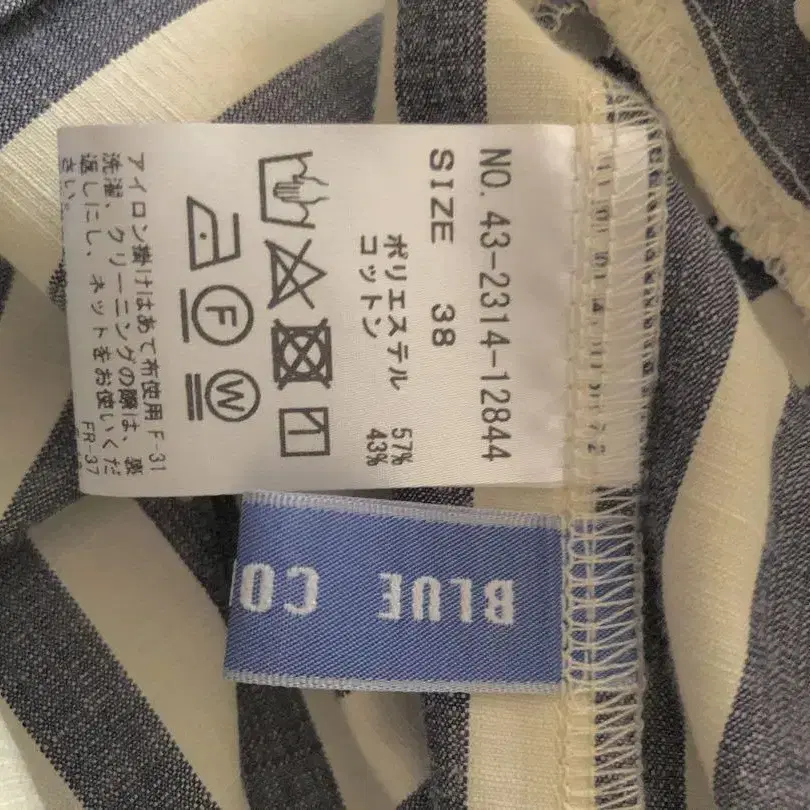 NO. 43-2314-12844
SIZE 38
ポリエステル 57%
コットン 43%
F
W
アイロン掛けはあて布使用 F-31
洗濯、クリーニングの際は、裏
返しにし、ネットをお使いくだ
さい。 FR-37
BLUE CO